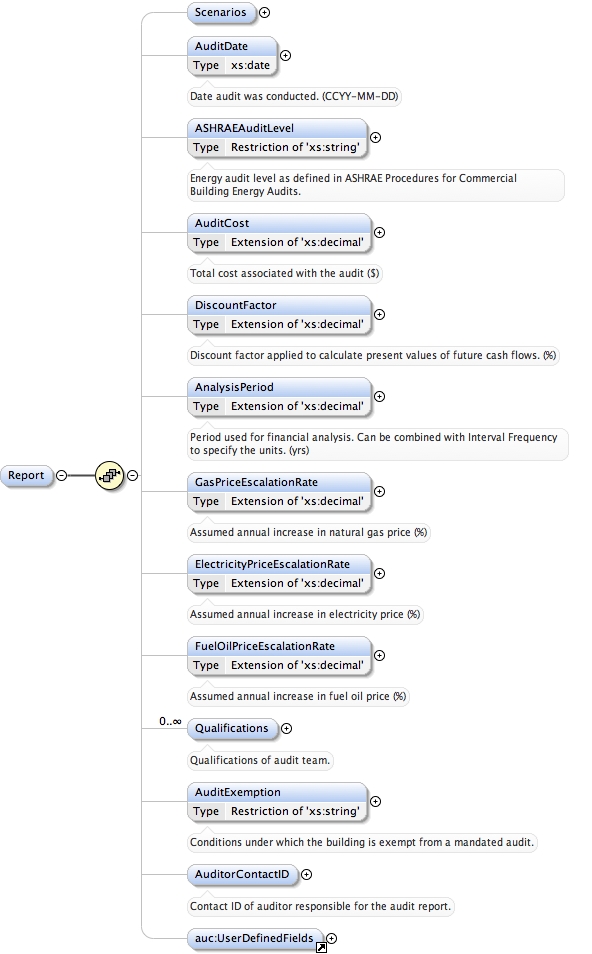 Scenarios
AuditDate
Type xs:date
Date audit was conducted. (CCYY-MM-DD)
ASHRAEAuditLevel
Type Restriction of 'xs:string'
Energy audit level as defined in ASHRAE Procedures for Commercial
Building Energy Audits.
AuditCost
Type Extension of 'xs:decimal'
Total cost associated with the audit ($)
DiscountFactor
Type Extension of 'xs:decimal'
Discount factor applied to calculate present values of future cash flows. (%)
AnalysisPeriod
Type Extension of 'xs:decimal'
Period used for financial analysis. Can be combined with Interval Frequency
to specify the units. (yrs)
Report
GasPriceEscalationRate
Type Extension of 'xs:decimal'
Assumed annual increase in natural gas price (%)
ElectricityPriceEscalationRate
Type Extension of 'xs:decimal'
Assumed annual increase in electricity price (%)
FuelOilPriceEscalationRate
Type Extension of 'xs:decimal'
Assumed annual increase in fuel oil price (%)
0..∞
Qualifications
Qualifications of audit team.
AuditExemption
Type Restriction of 'xs:string'
Conditions under which the building is exempt from a mandated audit.
AuditorContactID
Contact ID of auditor responsible for the audit report.
auc:UserDefinedFields